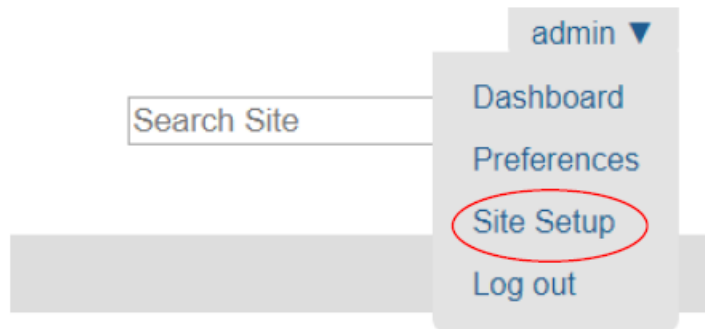 admin ▼
Search Site
Dashboard
Preferences
Site Setup
Log out